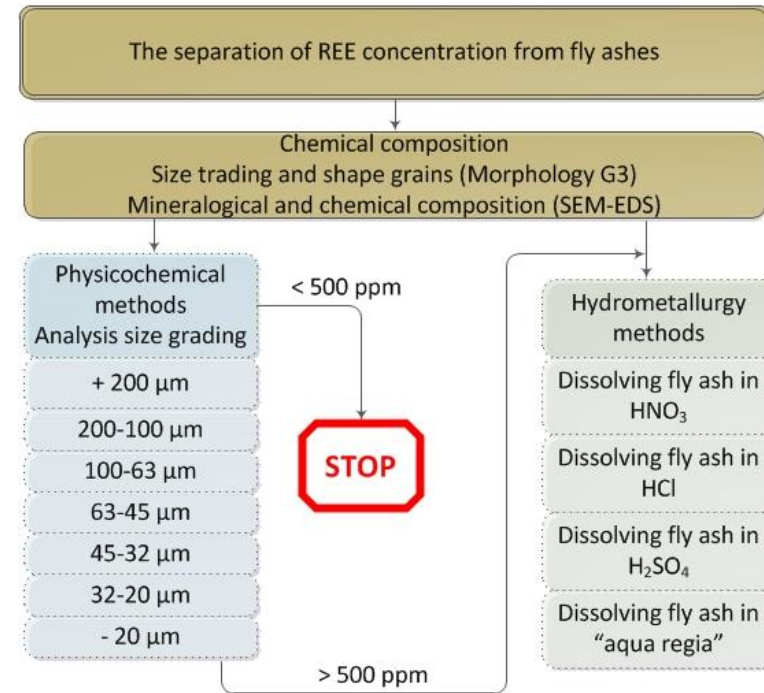 The separation of REE concentration from fly ashes
Chemical composition
Size trading and shape grains (Morphology G3)
Mineralogical and chemical composition (SEM-EDS)
Physicochemical
methods
Analysis size grading
+ 200 µm
200-100 µm
100-63 µm
63-45 µm
45-32 µm
32-20 µm
- 20 µm
< 500 ppm
STOP
> 500 ppm
Hydrometallurgy
methods
Dissolving fly ash in
HNO₃
Dissolving fly ash in
HCl
Dissolving fly ash in
H₂SO₄
Dissolving fly ash in
“aqua regia”